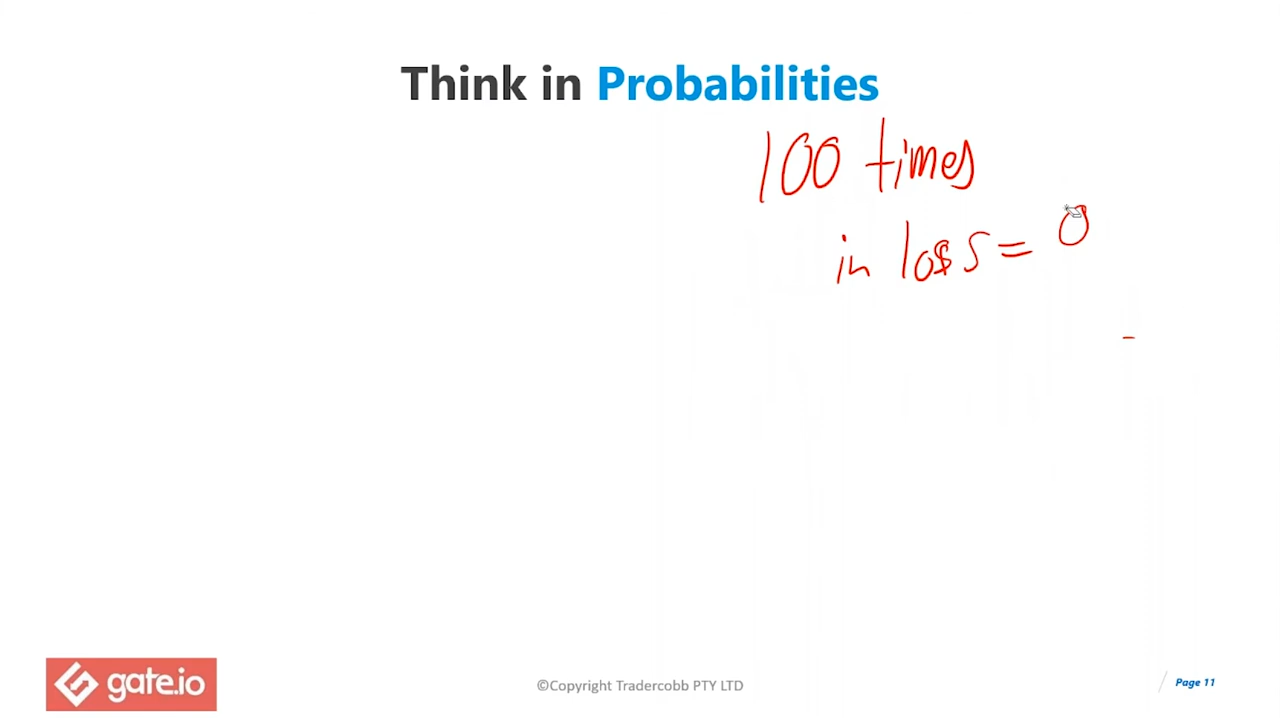 Think in Probabilities
100 times
in loss = 0
-
gate.io
©Copyright Tradercobb PTY LTD
Page 11